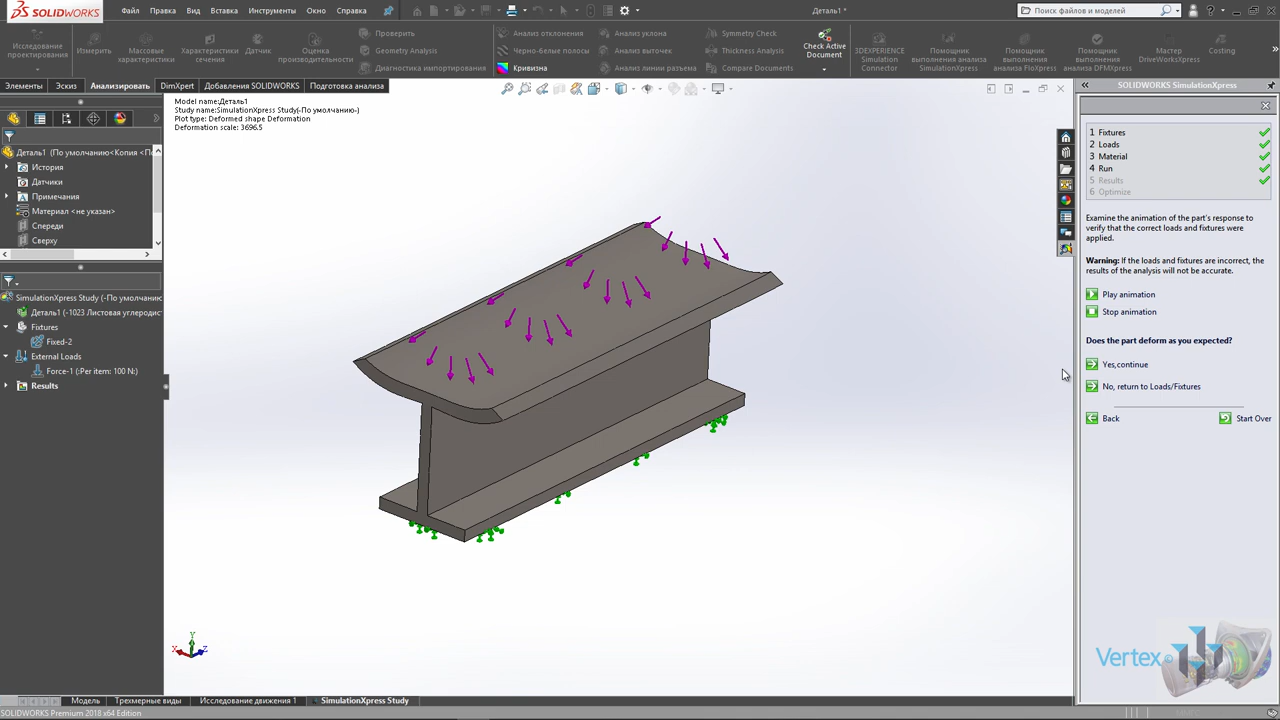 SOLIDWORKS
Файл Правка Вид Вставка Инструменты Окно Справка
Деталь1 *
Поиск файлов и моделей
Исследование проектирования
Измерить
Массовые характеристики
Характеристики сечения
Датчик
Оценка производительности
Проверить
Geometry Analysis
Диагностика импортирования
Анализ отклонения
Черно-белые полосы
Кривизна
Анализ уклона
Анализ выточек
Анализ линии разъема
Symmetry Check
Thickness Analysis
Compare Documents
Check Active Document
3DEXPERIENCE Simulation Connector
Помощник выполнения анализа SimulationXpress
Помощник выполнения анализа FloXpress
Помощник выполнения анализа DFMXpress
Мастер DriveWorksXpress
Costing
Элементы Эскиз Анализировать DimXpert Добавления SOLIDWORKS Подготовка анализа
SOLIDWORKS SimulationXpress
Model name:Деталь1
Study name:SimulationXpress Study(-По умолчанию-)
Plot type: Deformed shape Deformation
Deformation scale: 3696.5
Деталь1 (По умолчанию<Копия <По
История
Датчики
Примечания
Материал <не указан>
Спереди
Сверху
SimulationXpress Study (-По умолчанию
Деталь1 (-1023 Листовая углеродис
Fixtures
Fixed-2
External Loads
Force-1 (:Per item: 100 N:)
Results
1 Fixtures
2 Loads
3 Material
4 Run
5 Results
6 Optimize
Examine the animation of the part's response to
verify that the correct loads and fixtures were
applied.
Warning: If the loads and fixtures are incorrect, the
results of the analysis will not be accurate.
Play animation
Stop animation
Does the part deform as you expected?
Yes,continue
No, return to Loads/Fixtures
Back Start Over
Y
X Z
Vertex©
Модель Трехмерные виды Исследование движения 1 SimulationXpress Study
SOLIDWORKS Premium 2018 x64 Edition